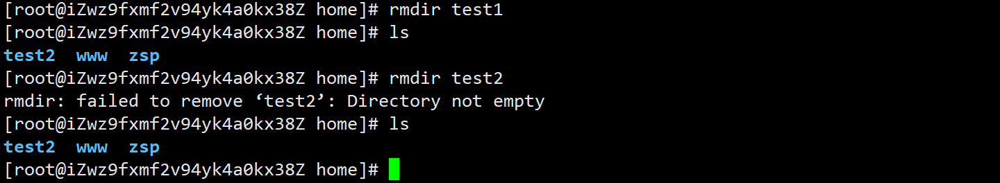 [root@iZwz9fxmf2v94yk4a0kx38Z home]# rmdir test1
[root@iZwz9fxmf2v94yk4a0kx38Z home]# ls
test2  www  zsp
[root@iZwz9fxmf2v94yk4a0kx38Z home]# rmdir test2
rmdir: failed to remove ‘test2’: Directory not empty
[root@iZwz9fxmf2v94yk4a0kx38Z home]# ls
test2  www  zsp
[root@iZwz9fxmf2v94yk4a0kx38Z home]#